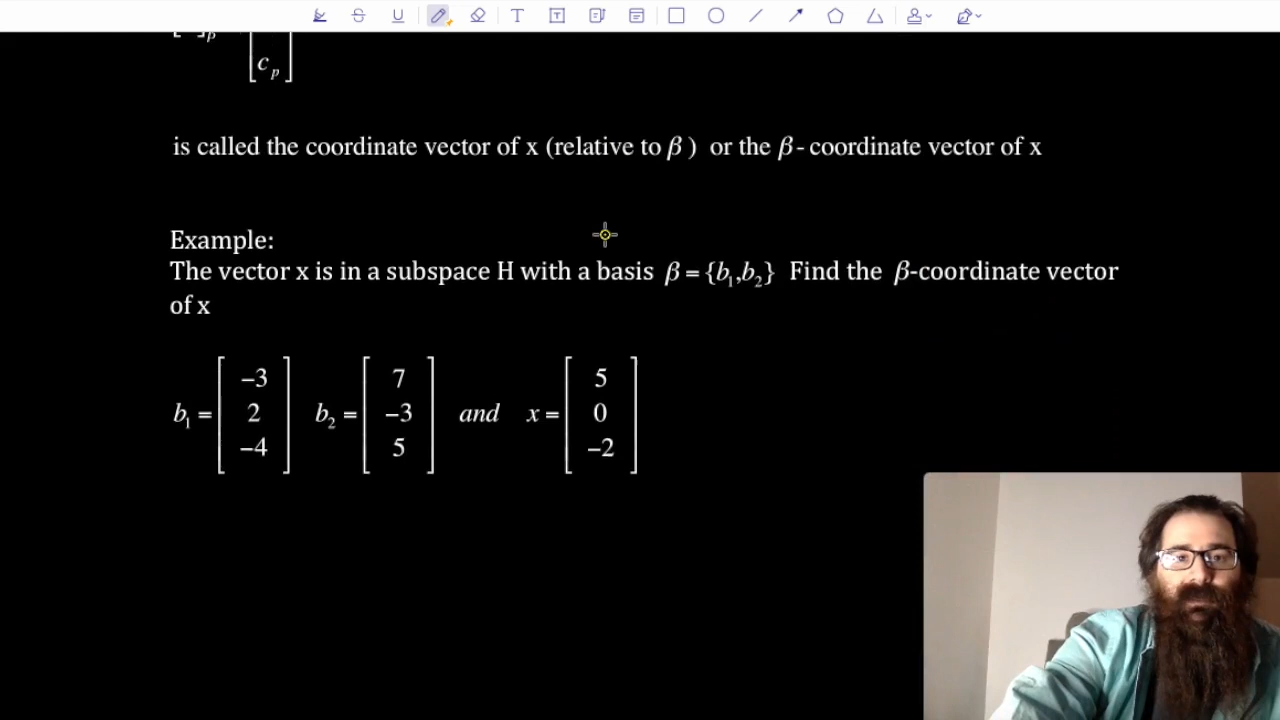 [ ]β
[c_p]
is called the coordinate vector of x (relative to β ) or the β - coordinate vector of x
Example:
The vector x is in a subspace H with a basis β = {b₁,b₂} Find the β-coordinate vector
of x
b₁ = [−3 2 −4] b₂ = [7 −3 5] and x = [5 0 −2]